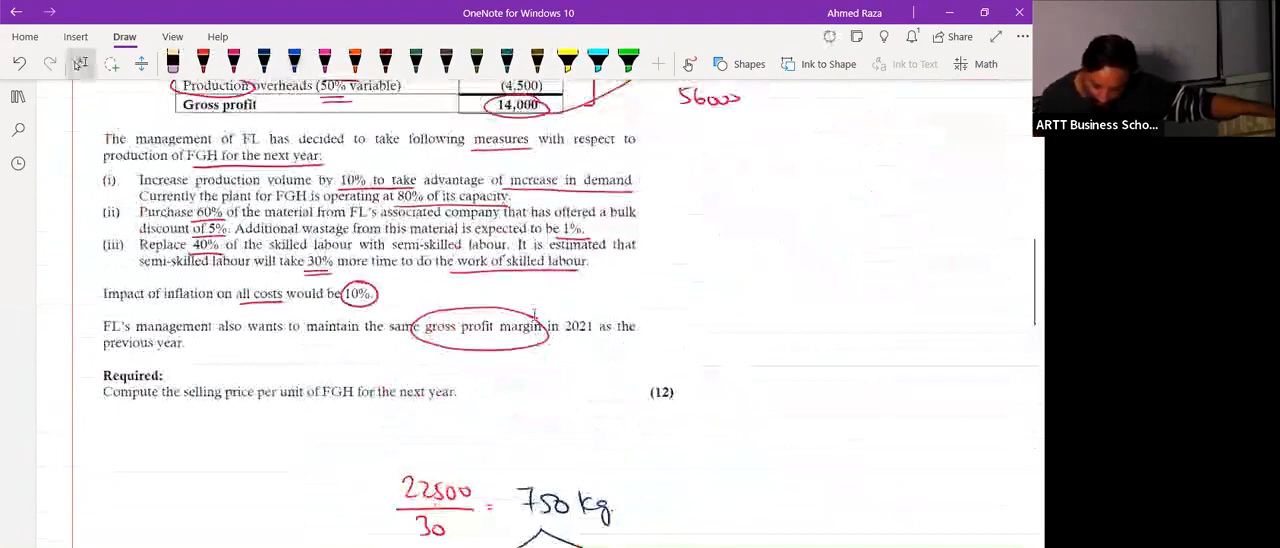 OneNote for Windows 10
Ahmed Raza
Home
Insert
Draw
View
Help
Share
Shapes
Ink to Shape
Ink to Text
Math
ARTT Business Scho...
Production overheads (50% variable) (4,500)
Gross profit 14,000
56000
The management of FL has decided to take following measures with respect to
production of FGH for the next year:
(i) Increase production volume by 10% to take advantage of increase in demand
Currently the plant for FGH is operating at 80% of its capacity.
(ii) Purchase 60% of the material from FL's associated company that has offered a bulk
discount of 5%. Additional wastage from this material is expected to be 1%.
(iii) Replace 40% of the skilled labour with semi-skilled labour. It is estimated that
semi-skilled labour will take 30% more time to do the work of skilled labour.
Impact of inflation on all costs would be 10%.
FL's management also wants to maintain the same gross profit margin in 2021 as the
previous year.
Required:
Compute the selling price per unit of FGH for the next year. (12)
22500
30
= 750 kg.